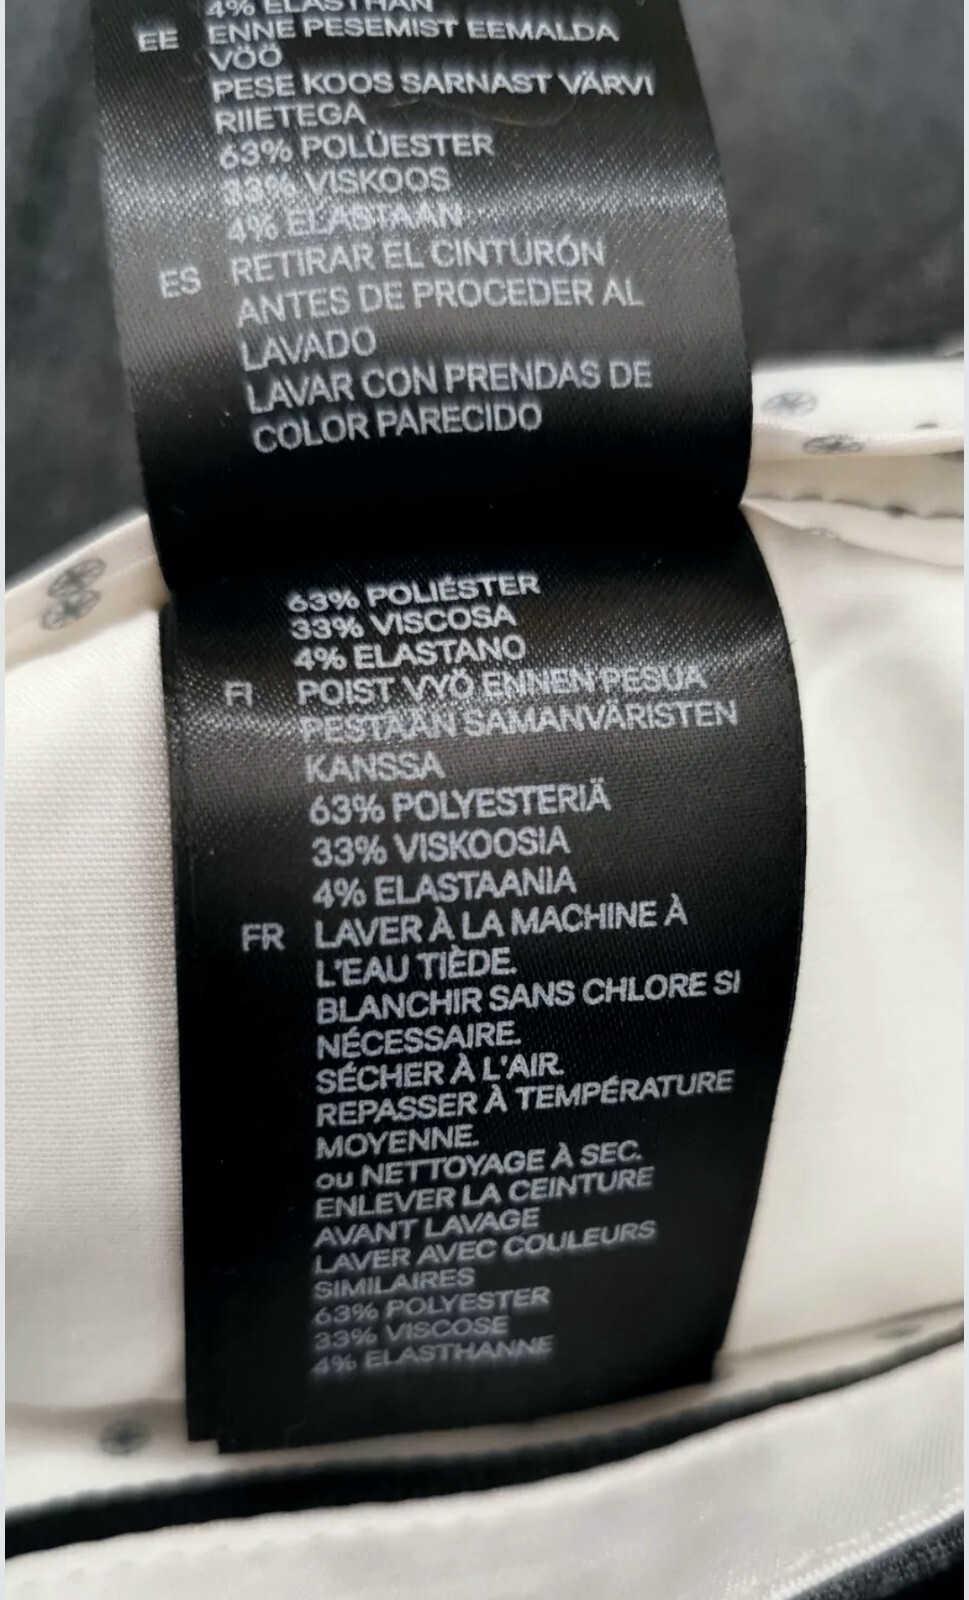 4% ELASTHAN
EE ENNE PESEMIST EEMALDA
VÖÖ
PESE KOOS SARNAST VÄRVI
RIIETEGA
63% POLÜESTER
33% VISKOOS
4% ELASTAAN
ES RETIRAR EL CINTURÓN
ANTES DE PROCEDER AL
LAVADO
LAVAR CON PRENDAS DE
COLOR PARECIDO
63% POLIÉSTER
33% VISCOSA
4% ELASTANO
FI POIST VYÖ ENNEN PESUA
PESTÄÄN SAMANVÄRISTEN
KANSSA
63% POLYESTERIÄ
33% VISKOOSIA
4% ELASTAANIA
FR LAVER À LA MACHINE À
L'EAU TIÈDE.
BLANCHIR SANS CHLORE SI
NÉCESSAIRE.
SÉCHER À L'AIR.
REPASSER À TEMPÉRATURE
MOYENNE.
ou NETTOYAGE À SEC.
ENLEVER LA CEINTURE
AVANT LAVAGE
LAVER AVEC COULEURS
SIMILAIRES
63% POLYESTER
33% VISCOSE
4% ELASTHANNE